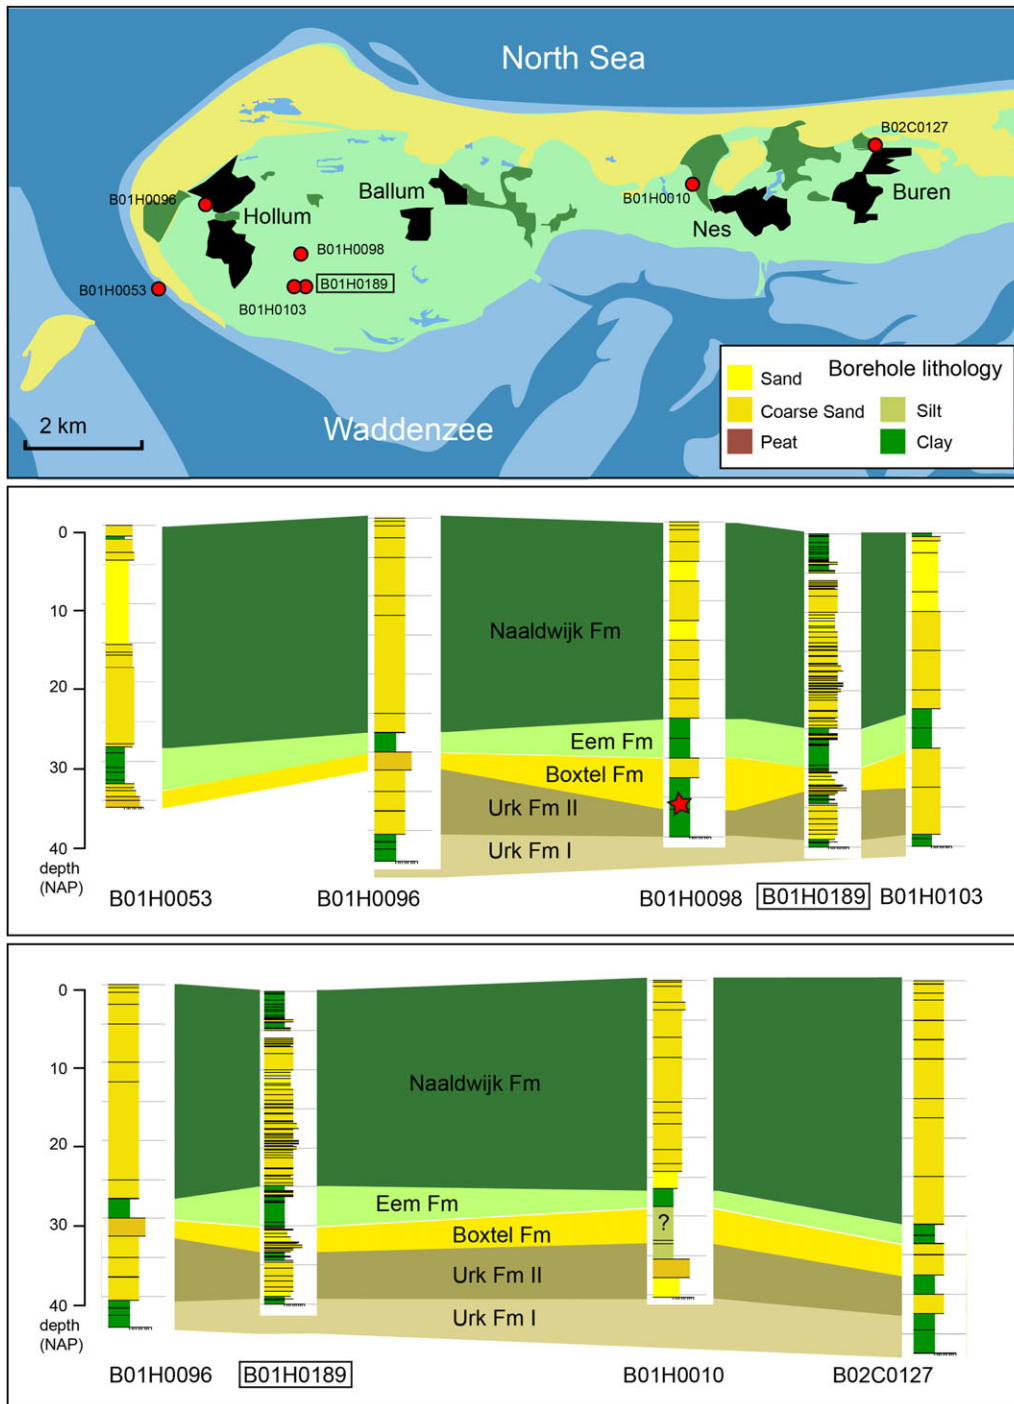 North Sea
B02C0127
B01H0096
Ballum
B01H0010
Buren
Hollum
Nes
B01H0098
B01H0053
B01H0189
B01H0103
Borehole lithology
Sand
Coarse Sand
Silt
Peat
Clay
2 km
Waddenzee
0
10
20
30
40
depth
(NAP)
Naaldwijk Fm
Eem Fm
Boxtel Fm
Urk Fm II
Urk Fm I
B01H0053
B01H0096
B01H0098
B01H0189
B01H0103
0
10
20
30
40
depth
(NAP)
Naaldwijk Fm
Eem Fm
?
Boxtel Fm
Urk Fm II
Urk Fm I
B01H0096
B01H0189
B01H0010
B02C0127